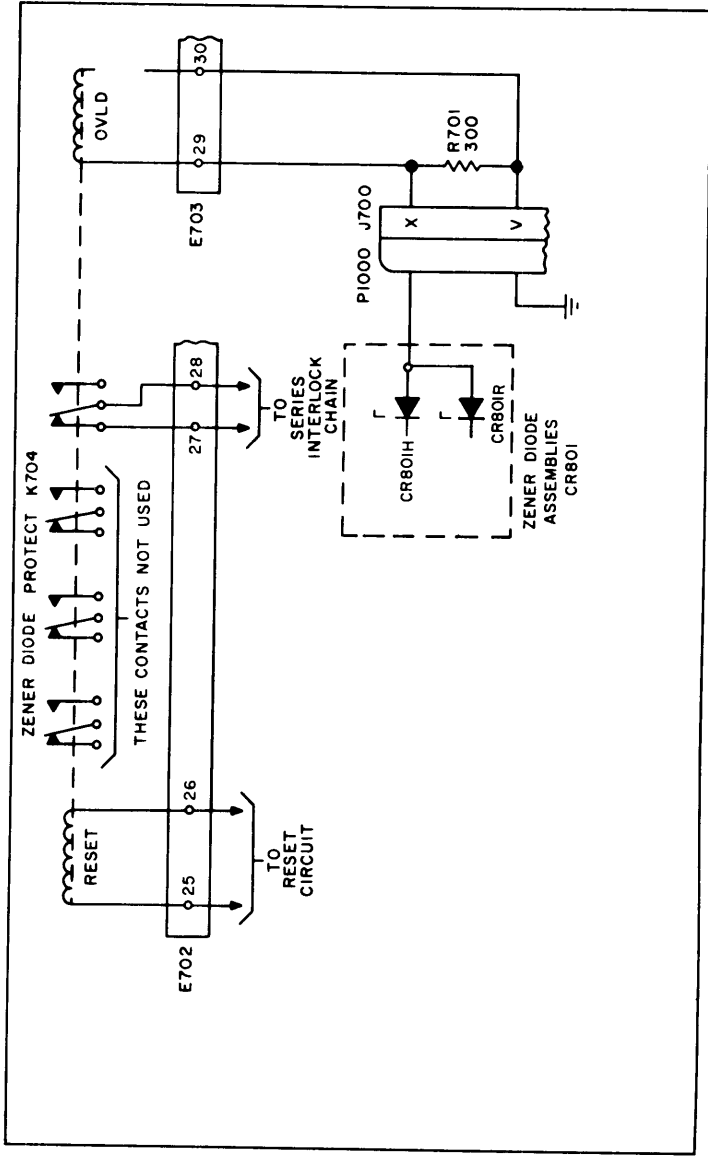 ZENER DIODE PROTECT K704
RESET
OVLD
THESE CONTACTS NOT USED
E702
25
26
27
28
E703
29
30
TO
RESET
CIRCUIT
TO
SERIES
INTERLOCK
CHAIN
P1000
J700
X
V
R701
300
CR801H
CR801R
ZENER DIODE
ASSEMBLIES
CR801